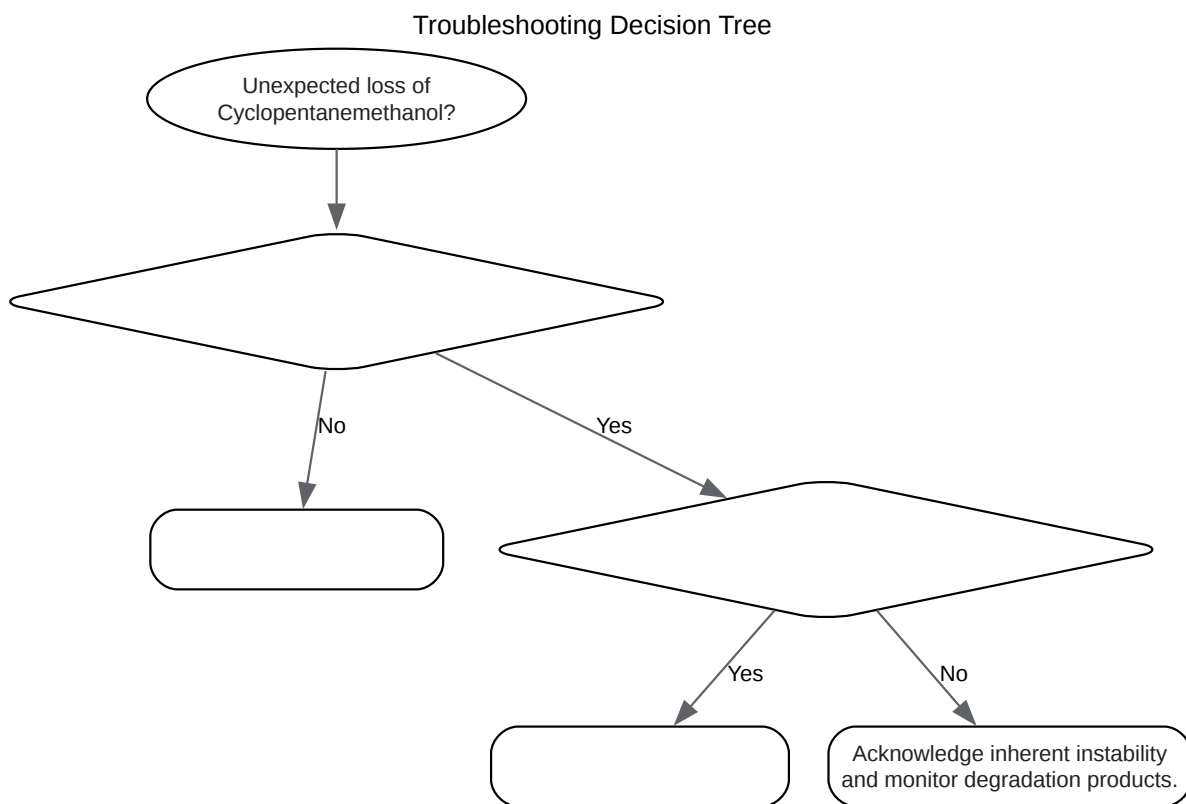 Troubleshooting Decision Tree
Unexpected loss of
Cyclopentanemethanol?
No
Yes
Yes
No
Acknowledge inherent instability
and monitor degradation products.